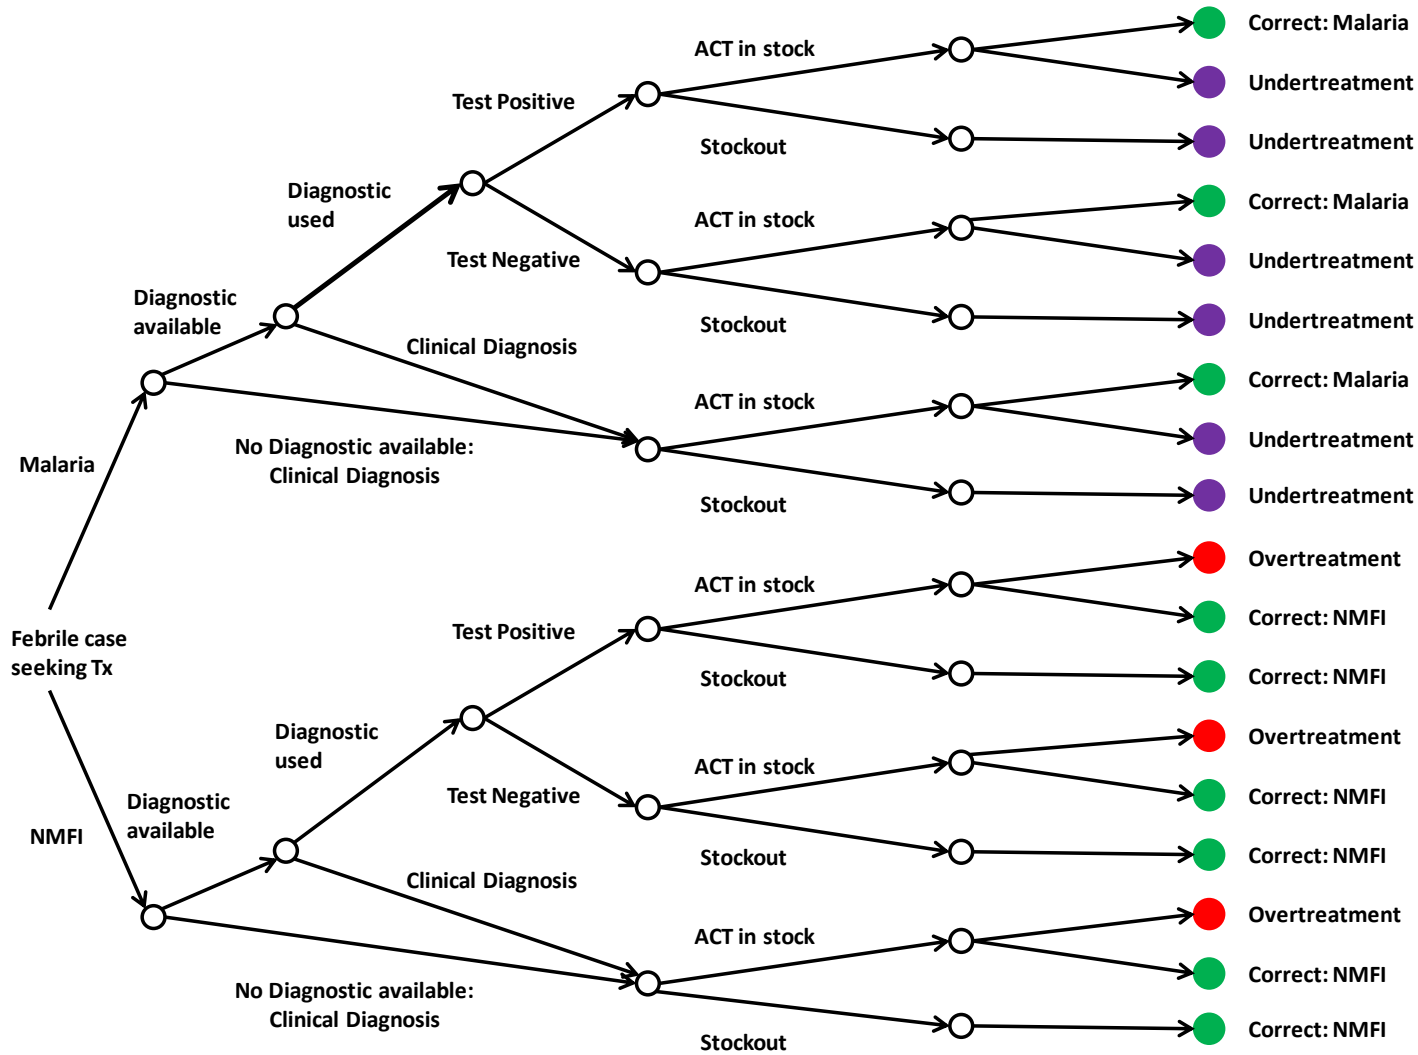 Correct: Malaria
ACT in stock
Undertreatment
Test Positive
Stockout
Undertreatment
Diagnostic
used
Correct: Malaria
ACT in stock
Test Negative
Undertreatment
Diagnostic
available
Stockout
Undertreatment
Clinical Diagnosis
Correct: Malaria
ACT in stock
No Diagnostic available:
Clinical Diagnosis
Undertreatment
Malaria
Stockout
Undertreatment
Overtreatment
ACT in stock
Correct: NMFI
Test Positive
Febrile case
seeking Tx
Stockout
Correct: NMFI
Diagnostic
used
Overtreatment
ACT in stock
Test Negative
Correct: NMFI
Diagnostic
available
NMFI
Stockout
Correct: NMFI
Clinical Diagnosis
Overtreatment
ACT in stock
No Diagnostic available:
Clinical Diagnosis
Correct: NMFI
Stockout
Correct: NMFI